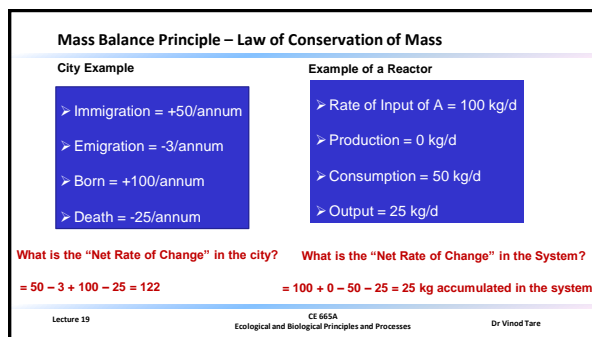 Mass Balance Principle – Law of Conservation of Mass
City Example
➢ Immigration = +50/annum
➢ Emigration = -3/annum
➢ Born = +100/annum
➢ Death = -25/annum
What is the “Net Rate of Change” in the city?
= 50 – 3 + 100 – 25 = 122
Example of a Reactor
➢ Rate of Input of A = 100 kg/d
➢ Production = 0 kg/d
➢ Consumption = 50 kg/d
➢ Output = 25 kg/d
What is the “Net Rate of Change” in the System?
= 100 + 0 – 50 – 25 = 25 kg accumulated in the system
Lecture 19
CE 665A
Ecological and Biological Principles and Processes
Dr Vinod Tare